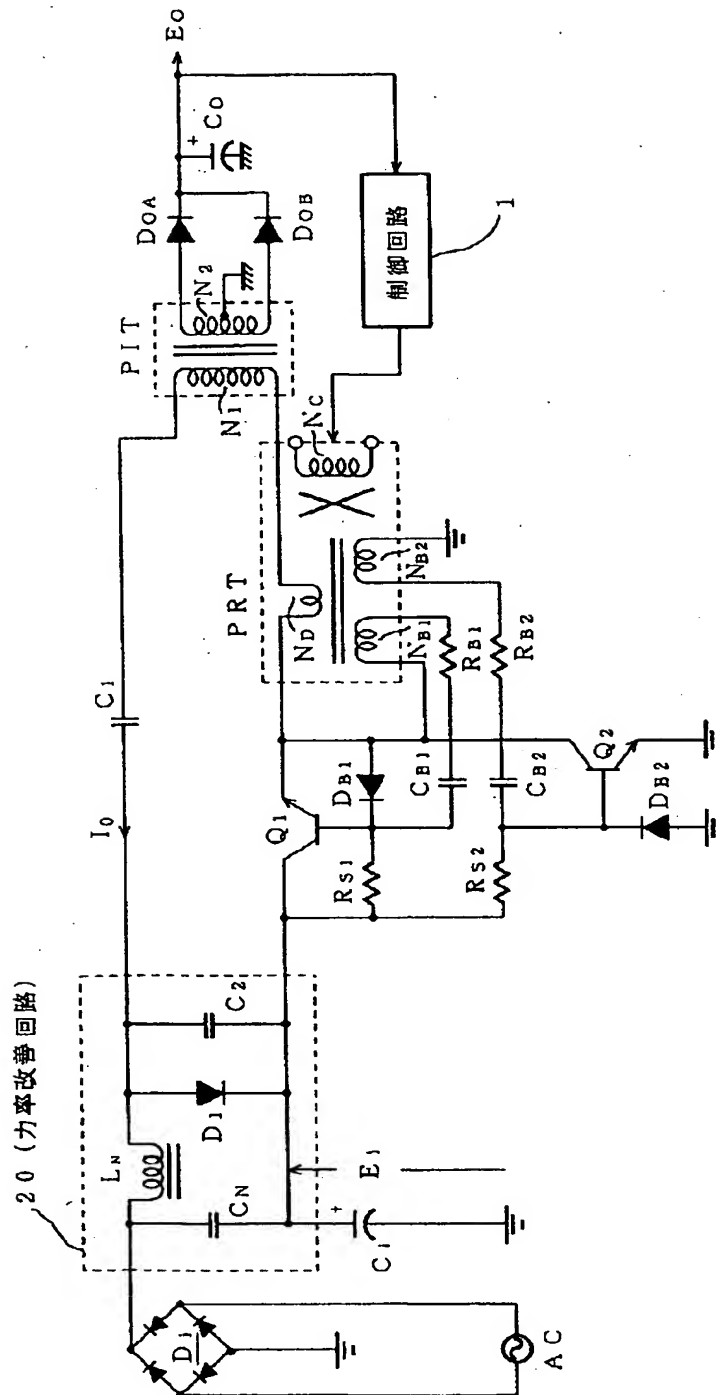 20 (力率改善回路)
LN
CN
D1
C2
Di
AC
Ci
E1
I0
C1
Q1
RS1
DB1
CB1
RS2
CB2
Q2
DB2
RB1
RB2
PRT
ND
NB1
NB2
NC
PIT
N1
N2
DOA
DOB
CO
EO
制御回路
1